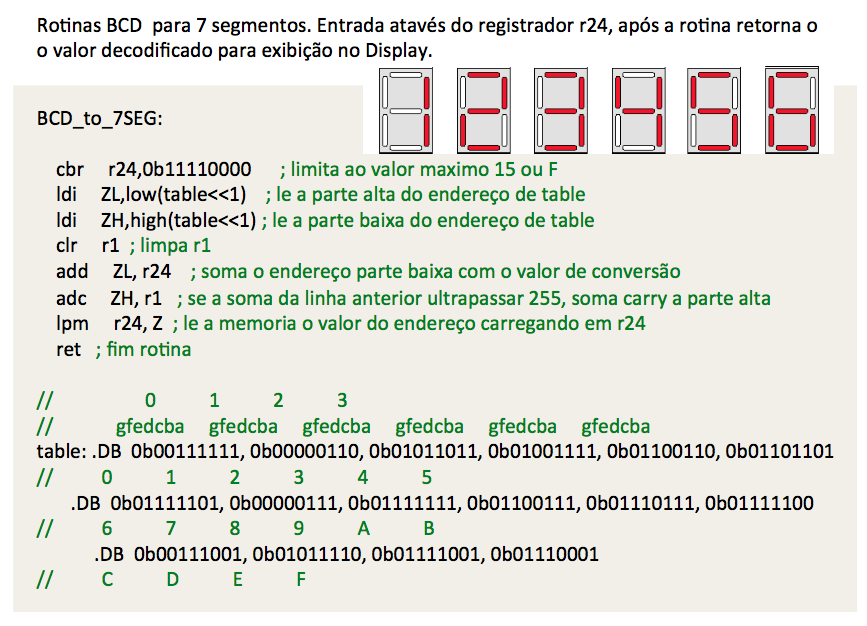 Rotinas BCD para 7 segmentos. Entrada atavés do registrador r24, após a rotina retorna o
o valor decodificado para exibição no Display.
BCD_to_7SEG:
cbr r24,0b11110000 ; limita ao valor maximo 15 ou F
ldi ZL,low(table<<1) ; le a parte alta do endereço de table
ldi ZH,high(table<<1) ; le a parte baixa do endereço de table
clr r1 ; limpa r1
add ZL, r24 ; soma o endereço parte baixa com o valor de conversão
adc ZH, r1 ; se a soma da linha anterior ultrapassar 255, soma carry a parte alta
lpm r24, Z ; le a memoria o valor do endereço carregando em r24
ret ; fim rotina
// 0 1 2 3
// gfedcba gfedcba gfedcba gfedcba gfedcba gfedcba
table: .DB 0b00111111, 0b00000110, 0b01011011, 0b01001111, 0b01100110, 0b01101101
// 0 1 2 3 4 5
.DB 0b01111101, 0b00000111, 0b01111111, 0b01100111, 0b01110111, 0b01111100
// 6 7 8 9 A B
.DB 0b00111001, 0b01011110, 0b01111001, 0b01110001
// C D E F